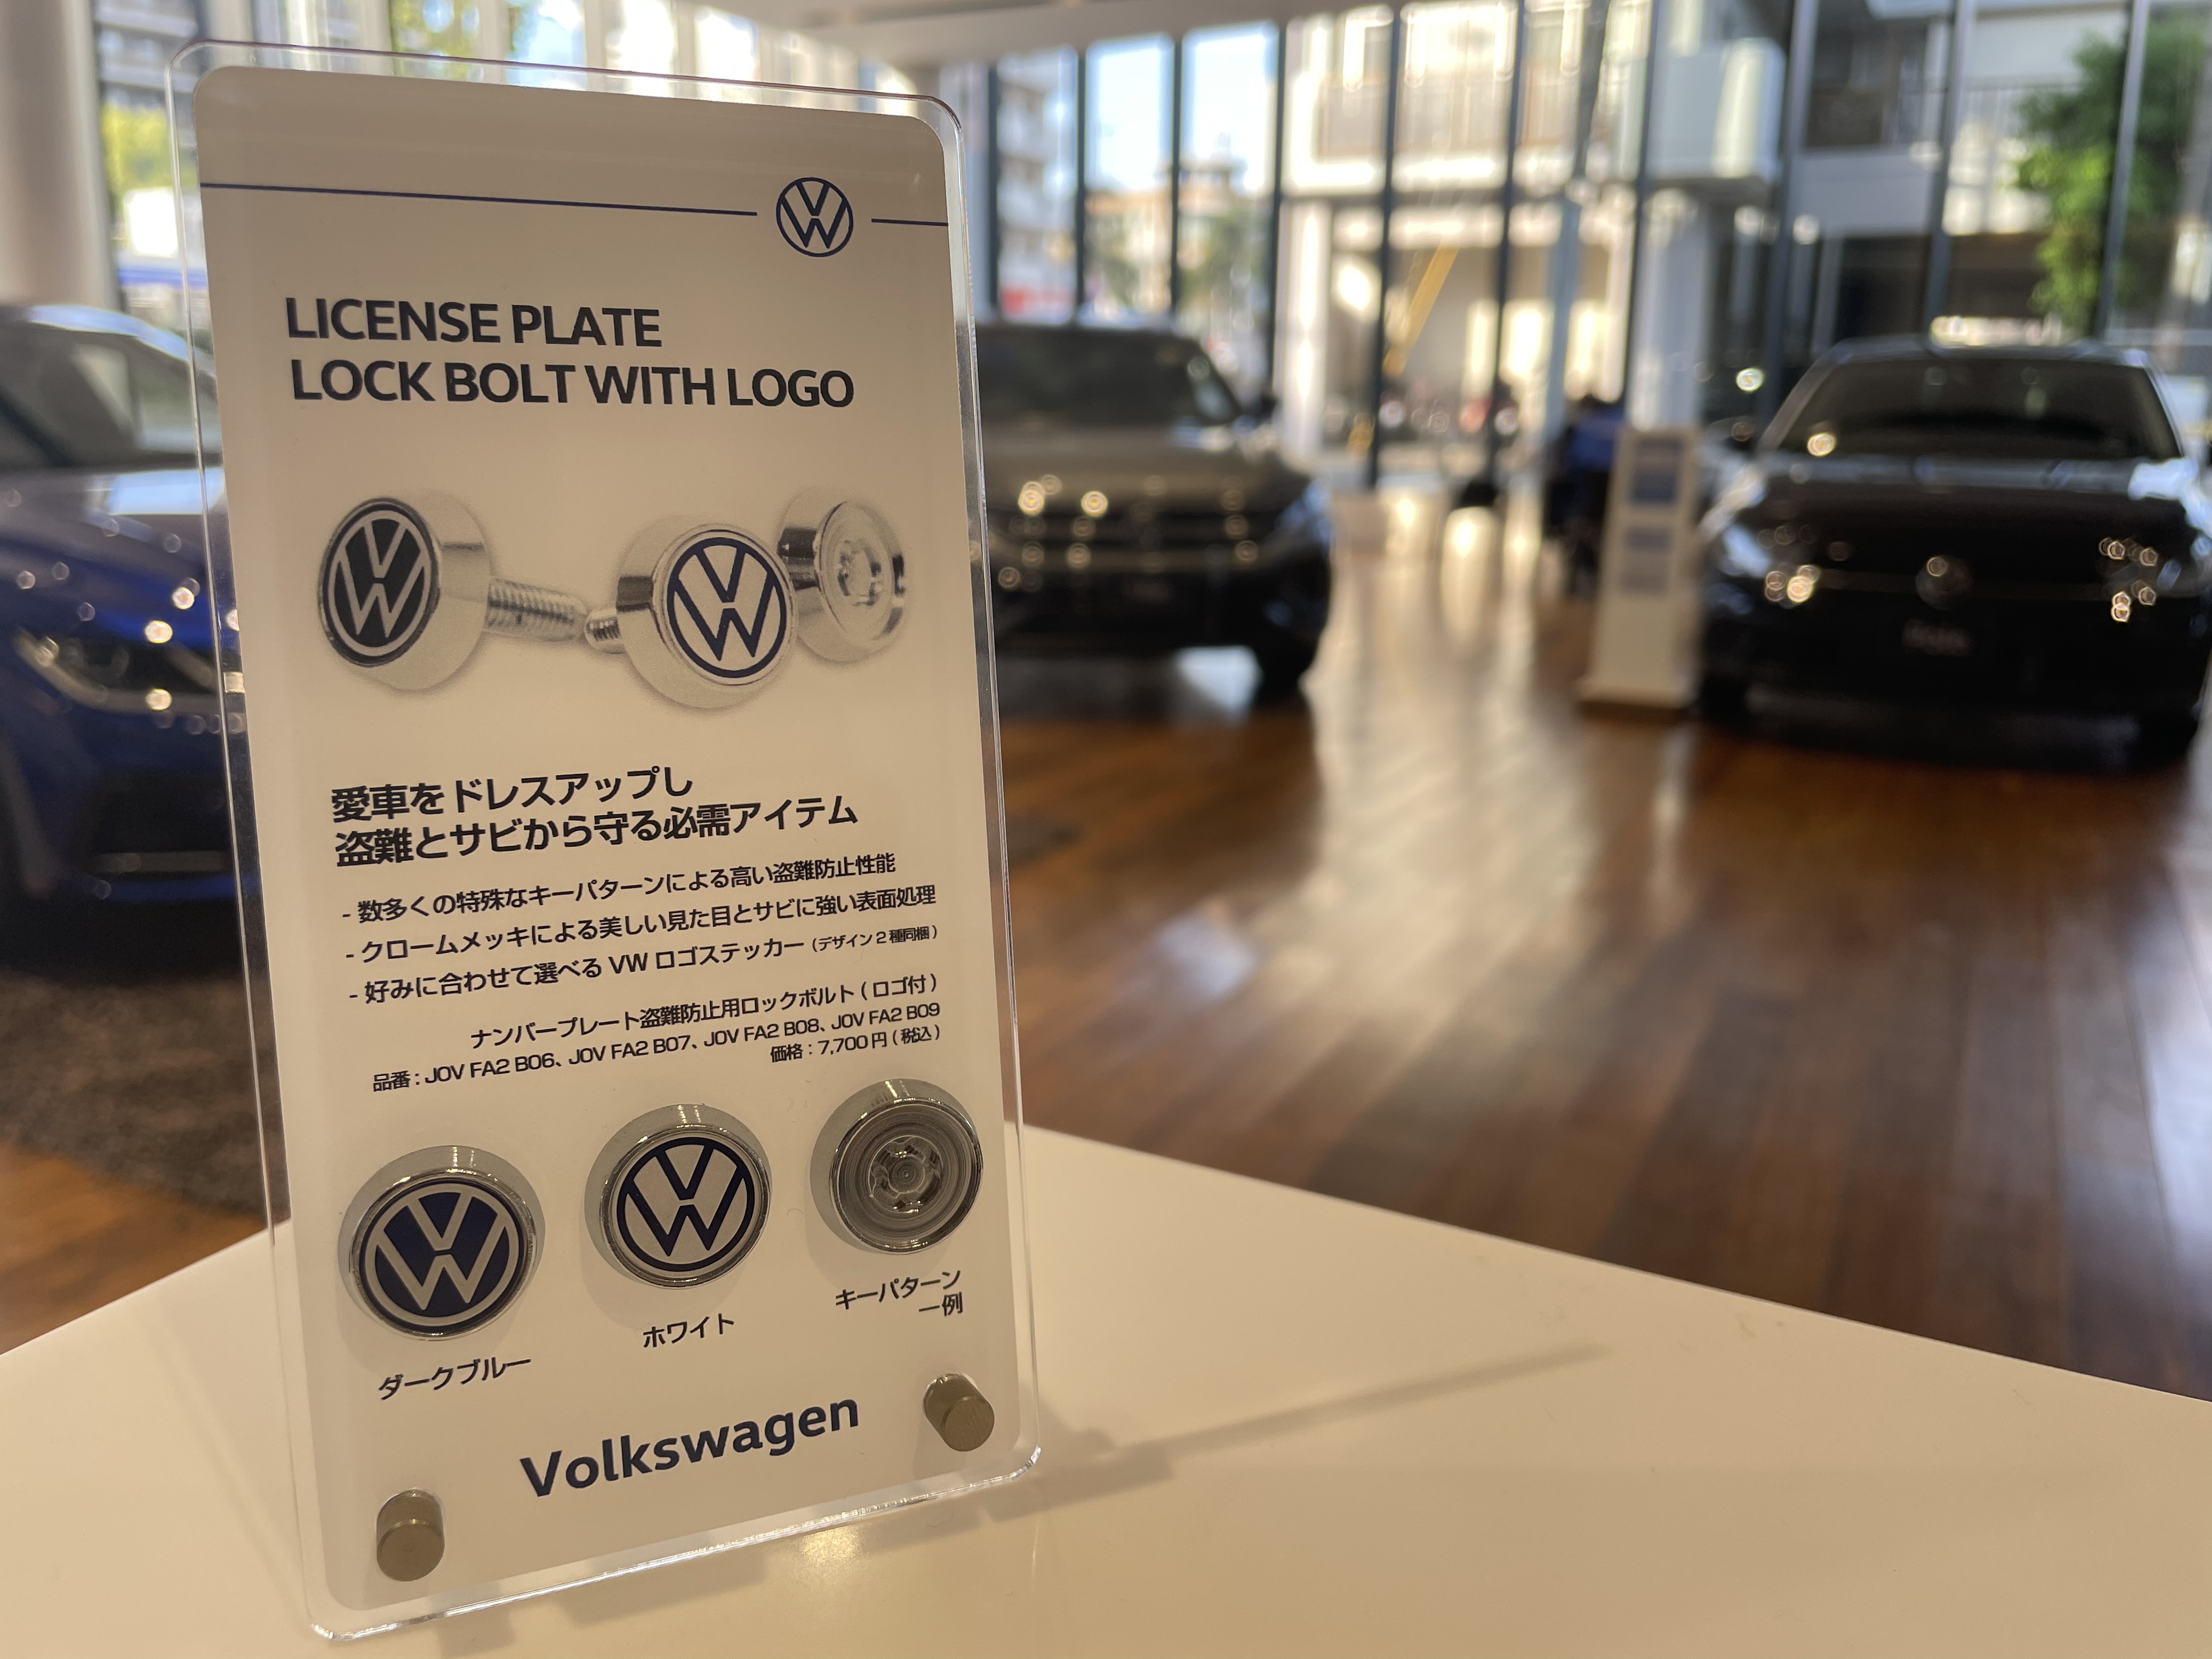 LICENSE PLATE
LOCK BOLT WITH LOGO
愛車をドレスアップし
盗難とサビから守る必需アイテム
- 数多くの特殊なキーパターンによる高い盗難防止性能
- クロームメッキによる美しい見た目とサビに強い表面処理
- 好みに合わせて選べる VW ロゴステッカー (デザイン2種同梱)
ナンバープレート盗難防止用ロックボルト ( ロゴ付 )
品番 : J0V FA2 B06、J0V FA2 B07、J0V FA2 B08、J0V FA2 B09
価格 : 7,700 円 ( 税込 )
ダークブルー
ホワイト
キーパターン
一例
Volkswagen